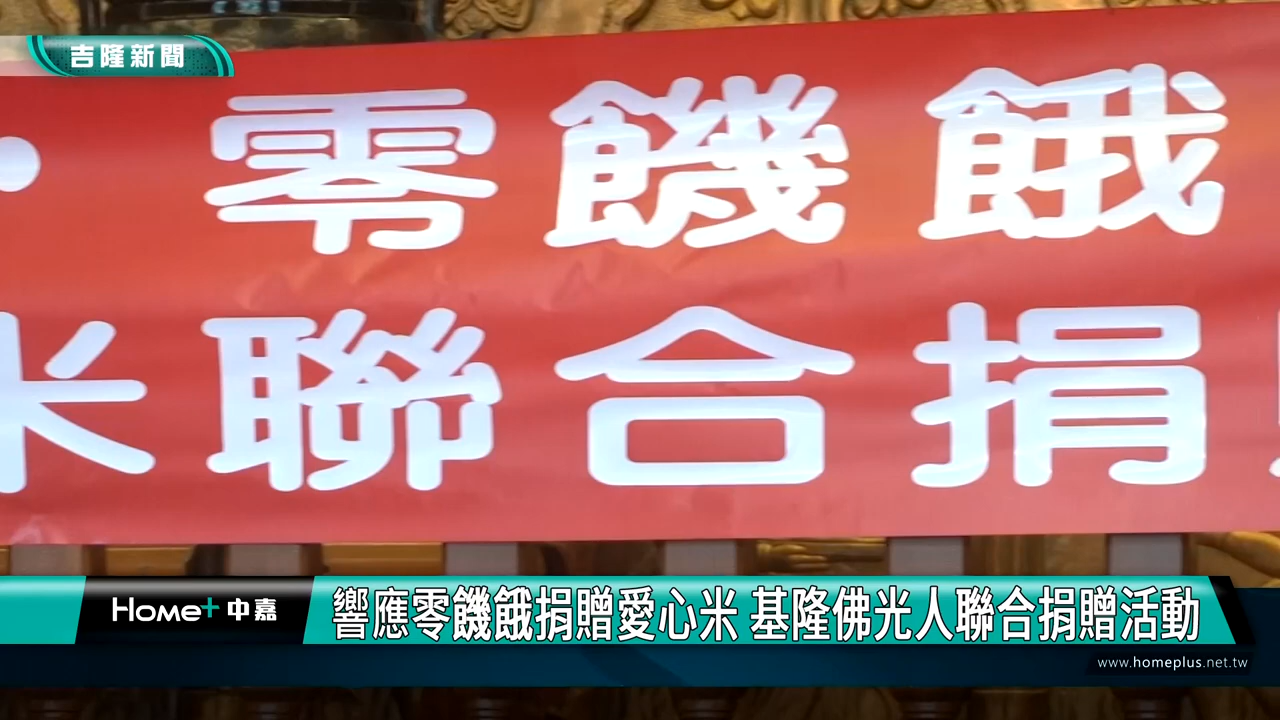 吉隆新聞
零饑餓
米聯合捐
Home+ 中嘉
響應零饑餓捐贈愛心米 基隆佛光人聯合捐贈活動
www.homeplus.net.tw